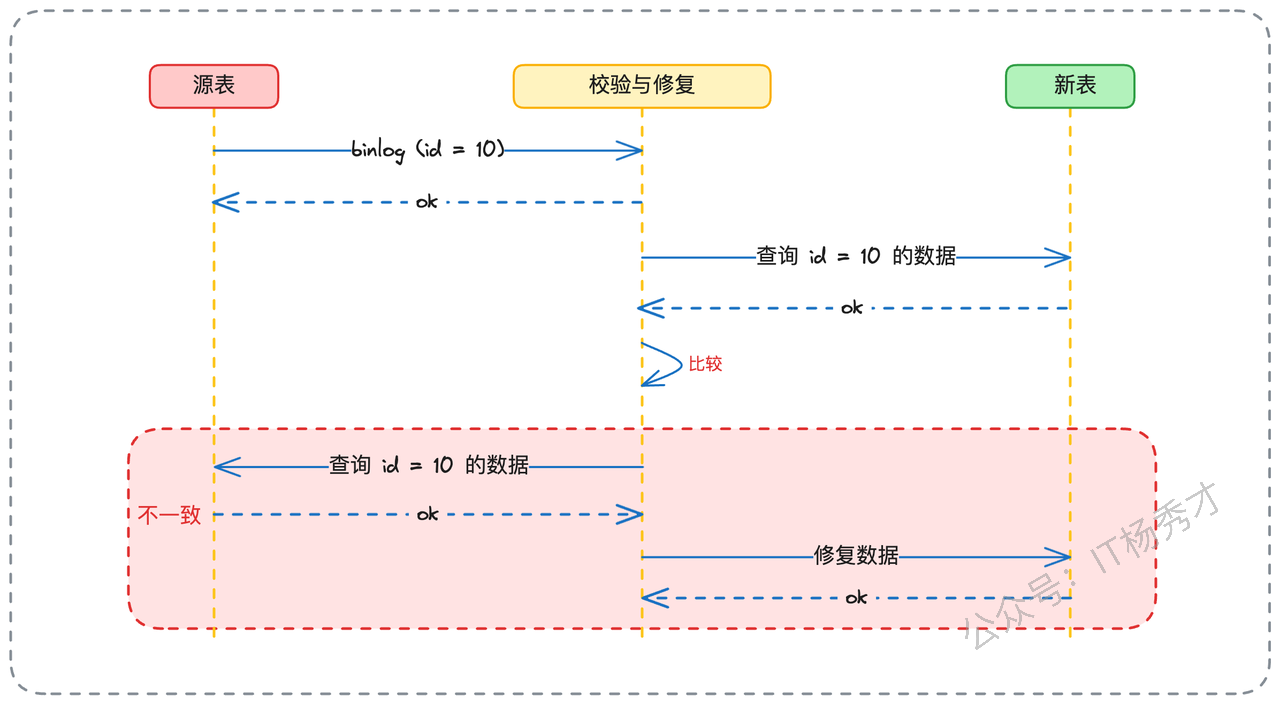 源表
校验与修复
新表
binlog (id = 10)
ok
查询 id = 10 的数据
ok
比较
查询 id = 10 的数据
不一致
ok
修复数据
ok
公众号：IT杨秀才